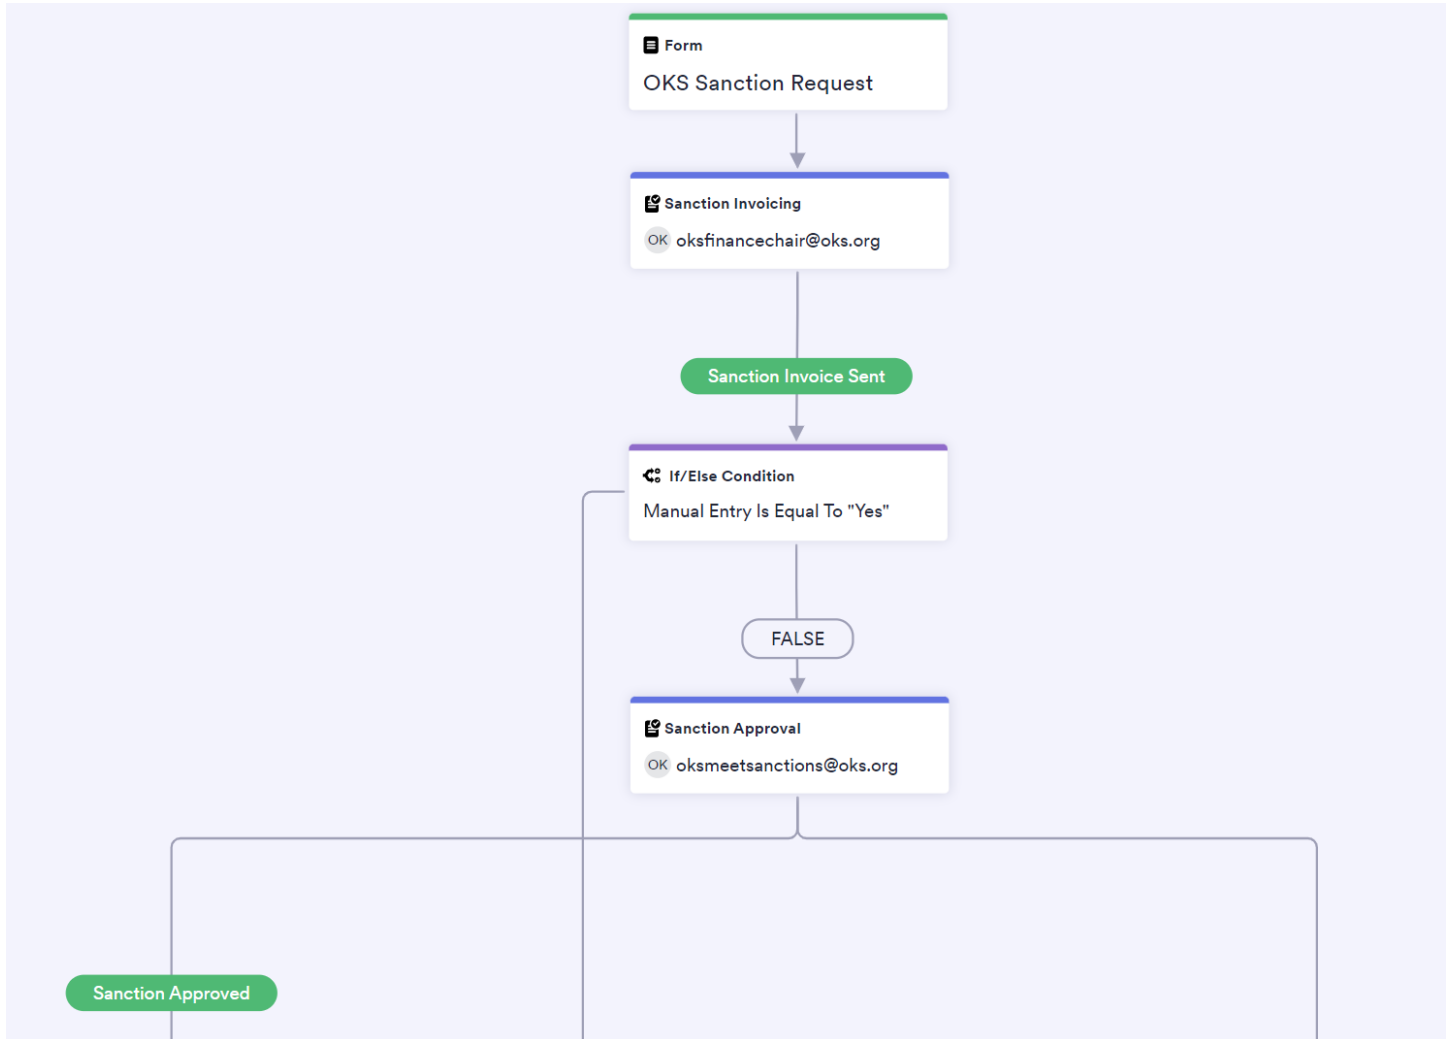 Form
OKS Sanction Request
Sanction Invoicing
OK oksfinancechair@oks.org
Sanction Invoice Sent
If/Else Condition
Manual Entry Is Equal To "Yes"
FALSE
Sanction Approval
OK oksmeetsanctions@oks.org
Sanction Approved